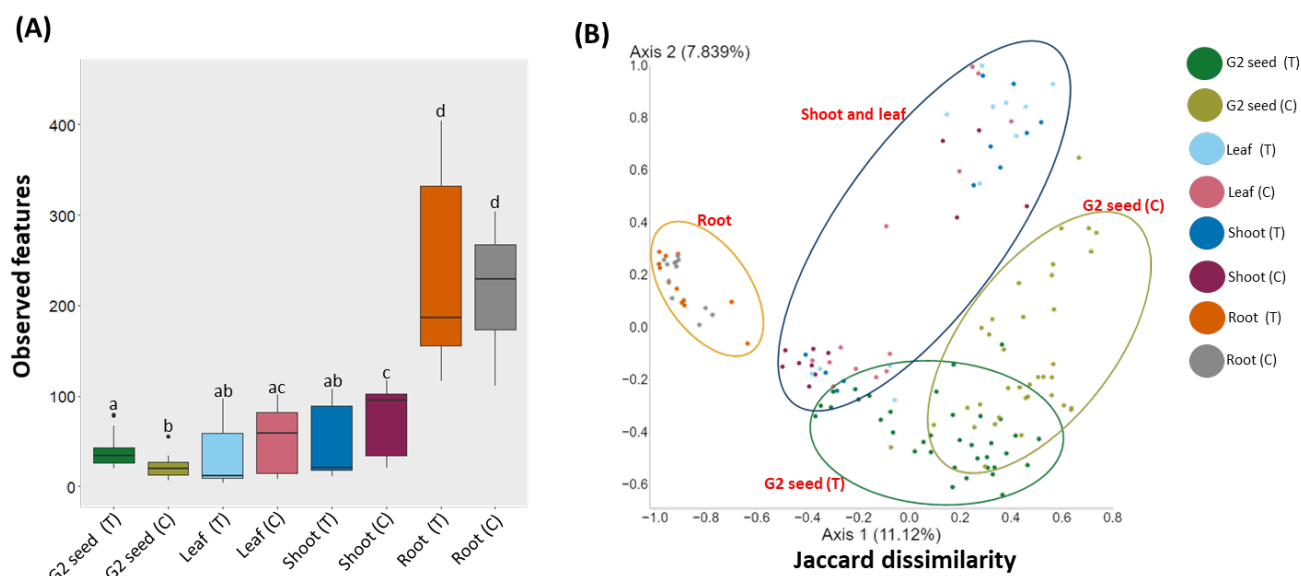 (A)
Observed features
400
300
200
100
0
a
b
ab
ac
ab
c
d
d
G2 seed (T)
G2 seed (C)
Leaf (T)
Leaf (C)
Shoot (T)
Shoot (C)
Root (T)
Root (C)
(B)
Axis 2 (7.839%)
1.0
0.8
0.6
0.4
0.2
0.0
−0.2
−0.4
−0.6
Shoot and leaf
Root
G2 seed (C)
G2 seed (T)
−1.0
−0.8
−0.6
−0.4
−0.2
0.0
0.2
0.4
0.6
0.8
Axis 1 (11.12%)
Jaccard dissimilarity
G2 seed (T)
G2 seed (C)
Leaf (T)
Leaf (C)
Shoot (T)
Shoot (C)
Root (T)
Root (C)